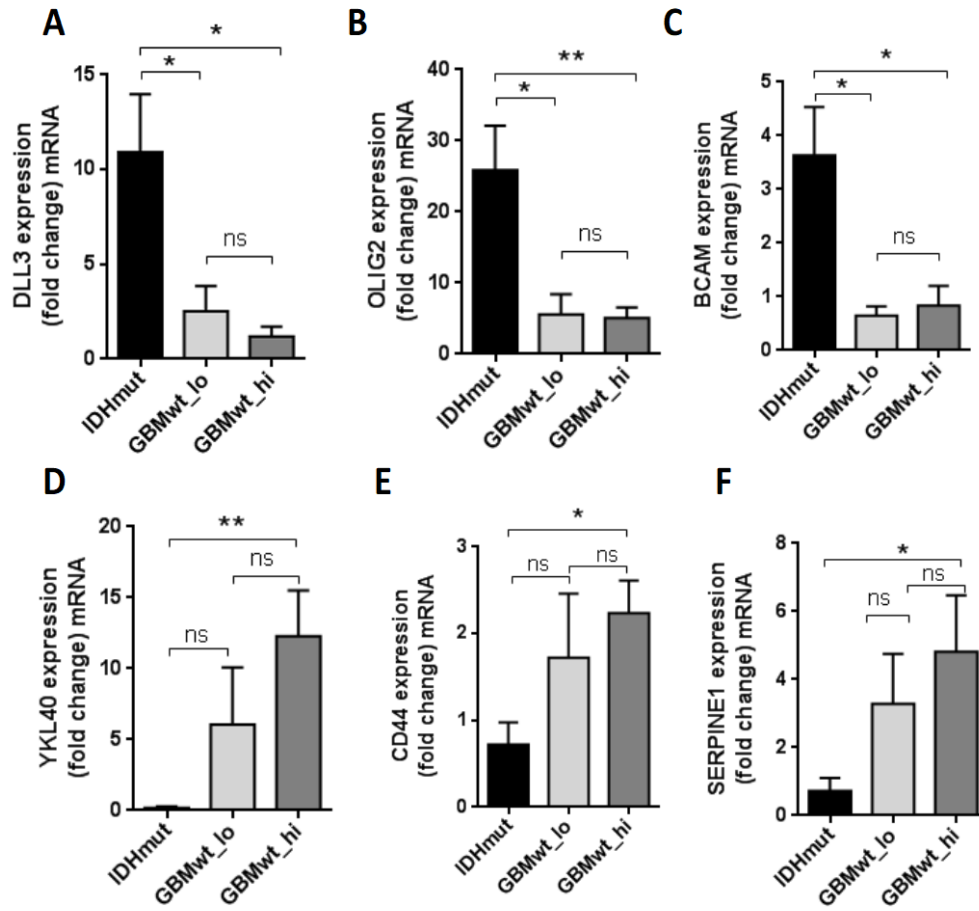 A
*
*
15
10
5
0
DLL3 expression
(fold change) mRNA
ns
IDHmut
GBMwt_lo
GBMwt_hi
B
**
*
40
30
20
10
0
OLIG2 expression
(fold change) mRNA
ns
IDHmut
GBMwt_lo
GBMwt_hi
C
*
*
5
4
3
2
1
0
BCAM expression
(fold change) mRNA
ns
IDHmut
GBMwt_lo
GBMwt_hi
D
**
ns
ns
20
15
10
5
0
YKL40 expression
(fold change) mRNA
IDHmut
GBMwt_lo
GBMwt_hi
E
*
ns
ns
3
2
1
0
CD44 expression
(fold change) mRNA
IDHmut
GBMwt_lo
GBMwt_hi
F
*
ns
ns
8
6
4
2
0
SERPINE1 expression
(fold change) mRNA
IDHmut
GBMwt_lo
GBMwt_hi